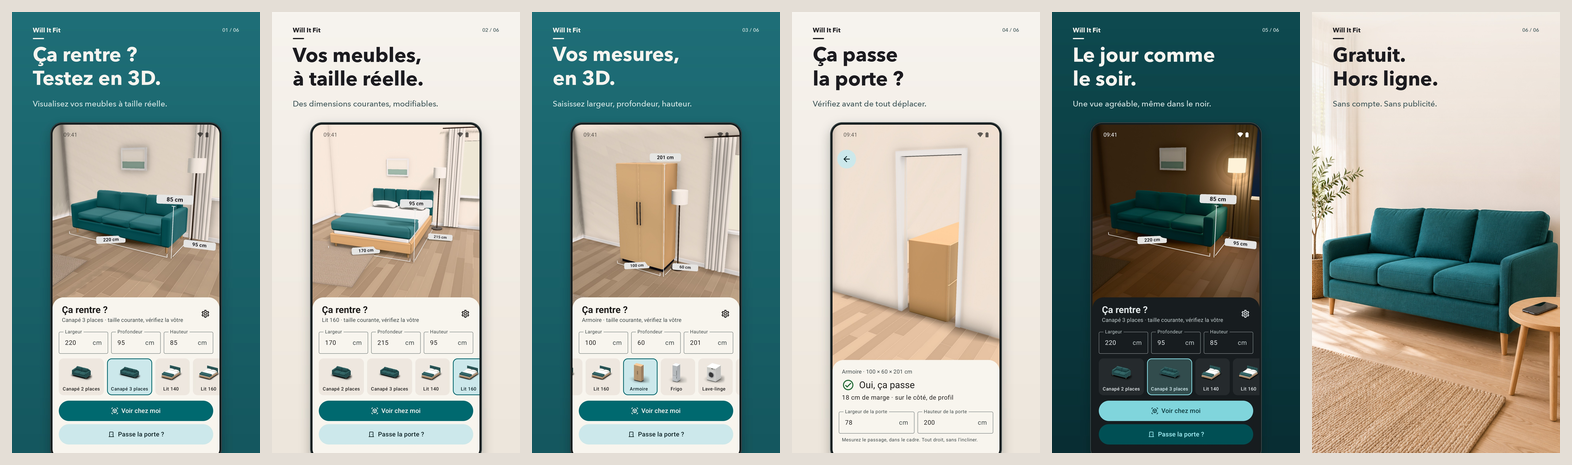 Will It Fit
01 / 06
Ça rentre ?
Testez en 3D.
Visualisez vos meubles à taille réelle.
09:41
85 cm
220 cm
95 cm
Ça rentre ?
Canapé 3 places · taille courante, vérifiez la vôtre
Largeur
Profondeur
Hauteur
220 cm
95 cm
85 cm
Canapé 2 places
Canapé 3 places
Lit 140
Lit 160
Voir chez moi
Passe la porte ?
Will It Fit
02 / 06
Vos meubles,
à taille réelle.
Des dimensions courantes, modifiables.
09:41
95 cm
215 cm
170 cm
Ça rentre ?
Lit 160 · taille courante, vérifiez la vôtre
Largeur
Profondeur
Hauteur
170 cm
215 cm
95 cm
Canapé 2 places
Canapé 3 places
Lit 140
Lit 160
Voir chez moi
Passe la porte ?
Will It Fit
03 / 06
Vos mesures,
en 3D.
Saisissez largeur, profondeur, hauteur.
09:41
201 cm
100 cm
60 cm
Ça rentre ?
Armoire · taille courante, vérifiez la vôtre
Largeur
Profondeur
Hauteur
100 cm
60 cm
201 cm
Lit 160
Armoire
Frigo
Lave-linge
Voir chez moi
Passe la porte ?
Will It Fit
04 / 06
Ça passe
la porte ?
Vérifiez avant de tout déplacer.
09:41
Armoire · 100 × 60 × 201 cm
Oui, ça passe
18 cm de marge · sur le côté, de profil
Largeur de la porte
Hauteur de la porte
78 cm
200 cm
Mesurez le passage, dans le cadre. Tout droit, sans l'incliner.
Will It Fit
05 / 06
Le jour comme
le soir.
Une vue agréable, même dans le noir.
09:41
85 cm
220 cm
95 cm
Ça rentre ?
Canapé 3 places · taille courante, vérifiez la vôtre
Largeur
Profondeur
Hauteur
220 cm
95 cm
85 cm
Canapé 2 places
Canapé 3 places
Lit 140
Lit 160
Voir chez moi
Passe la porte ?
Will It Fit
06 / 06
Gratuit.
Hors ligne.
Sans compte. Sans publicité.